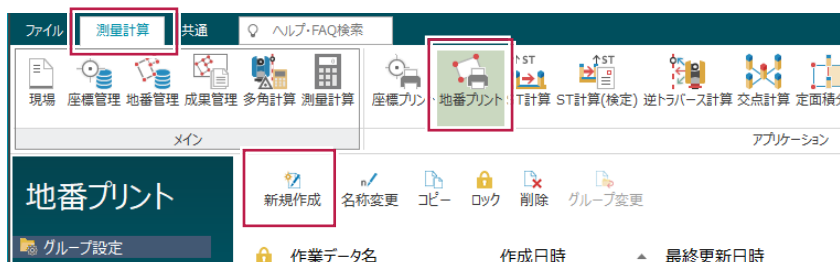 ファイル 測量計算 共通 ヘルプ・FAQ検索
ST ST
現場 座標管理 地番管理 成果管理 多角計算 測量計算 座標プリント 地番プリント ST計算 ST計算(検定) 逆トラバース計算 交点計算 定面積分
メイン アプリケーション
地番プリント
新規作成 名称変更 コピー ロック 削除 グループ変更
グループ設定
作業データ名 作成日時 最終更新日時